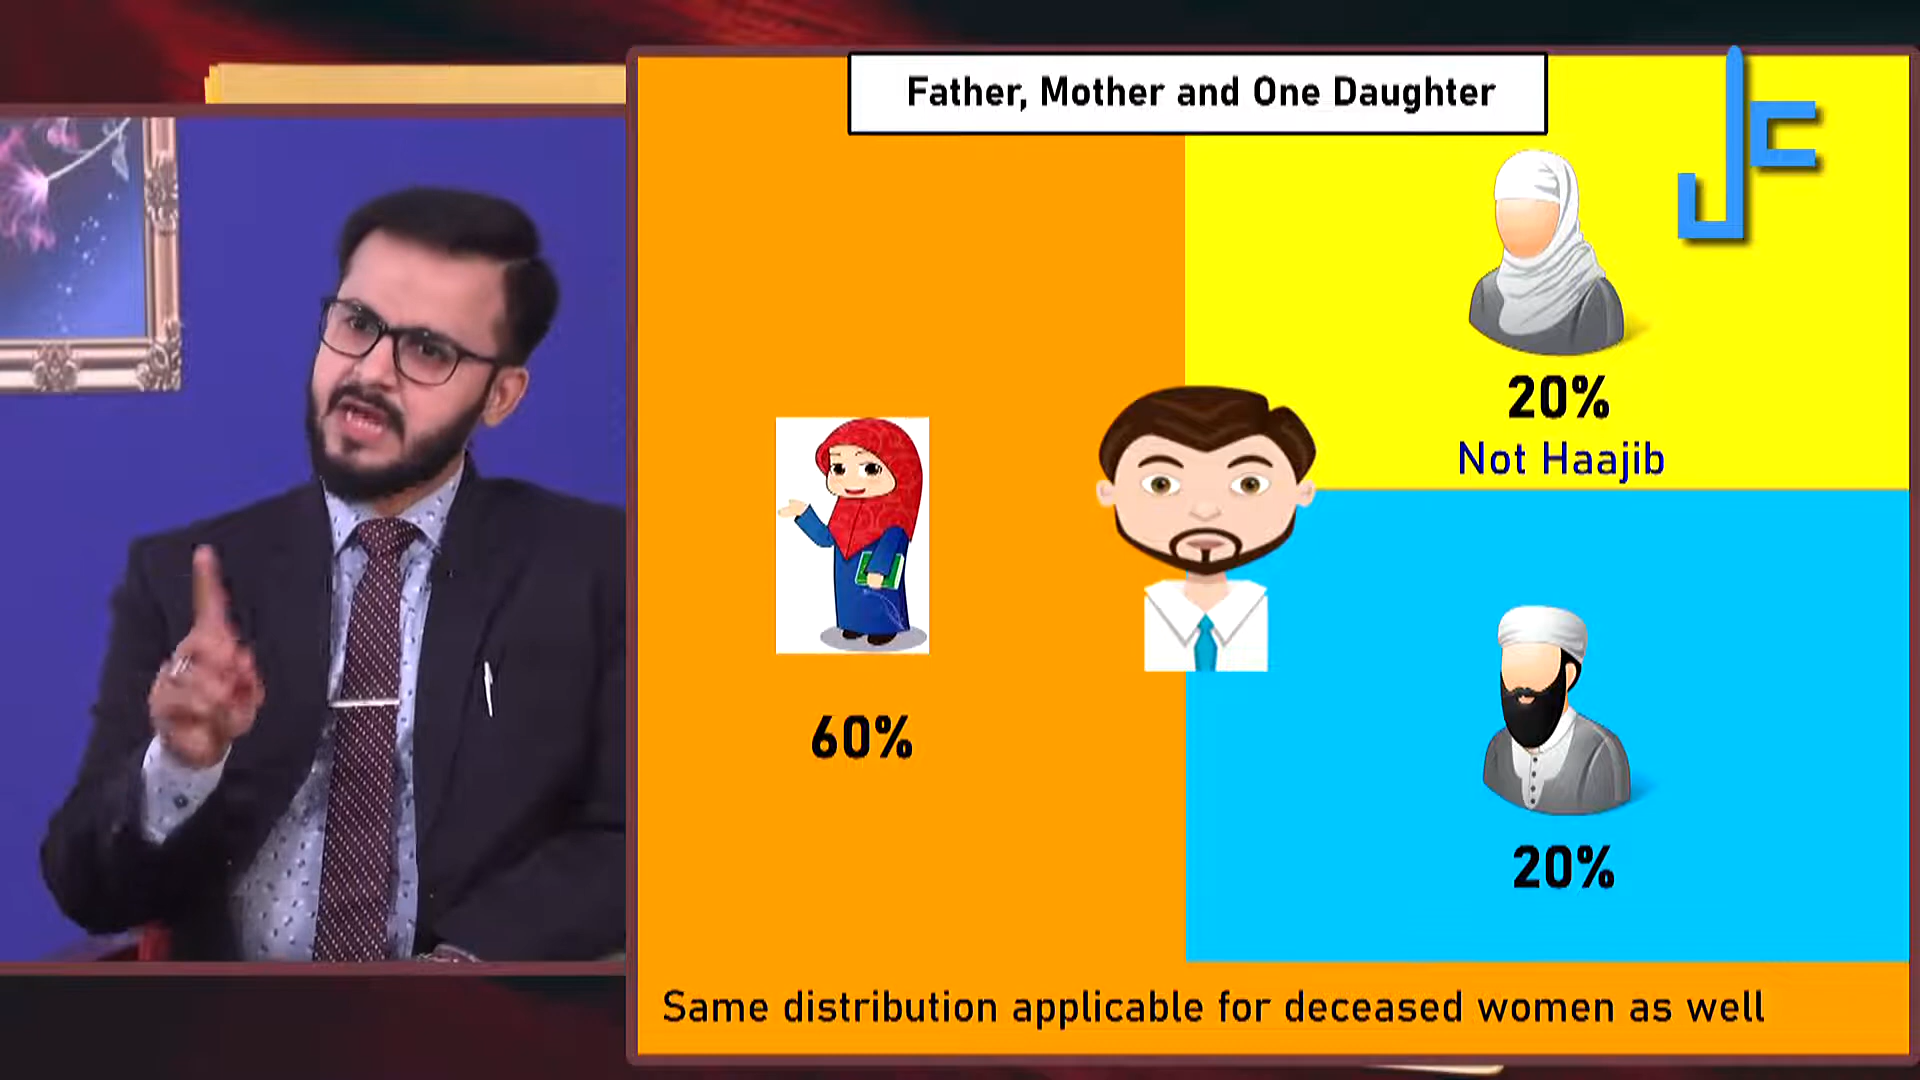 Father, Mother and One Daughter
20%
Not Haajib
60%
20%
Same distribution applicable for deceased women as well